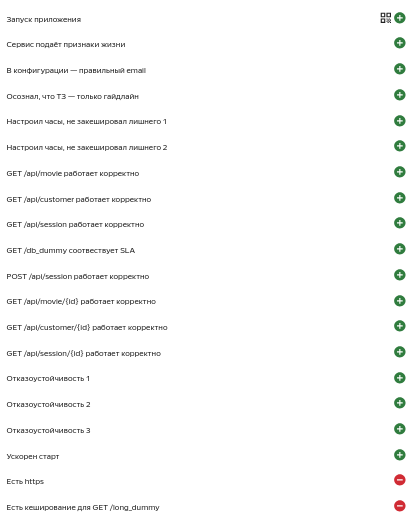 Запуск приложения
Сервис подаёт признаки жизни
В конфигурации — правильный email
Осознал, что ТЗ — только гайдлайн
Настроил часы, не закешировал лишнего 1
Настроил часы, не закешировал лишнего 2
GET /api/movie работает корректно
GET /api/customer работает корректно
GET /api/session работает корректно
GET /db_dummy соотвествует SLA
POST /api/session работает корректно
GET /api/movie/{id} работает корректно
GET /api/customer/{id} работает корректно
GET /api/session/{id} работает корректно
Отказоустойчивость 1
Отказоустойчивость 2
Отказоустойчивость 3
Ускорен старт
Есть https
Есть кеширование для GET /long_dummy